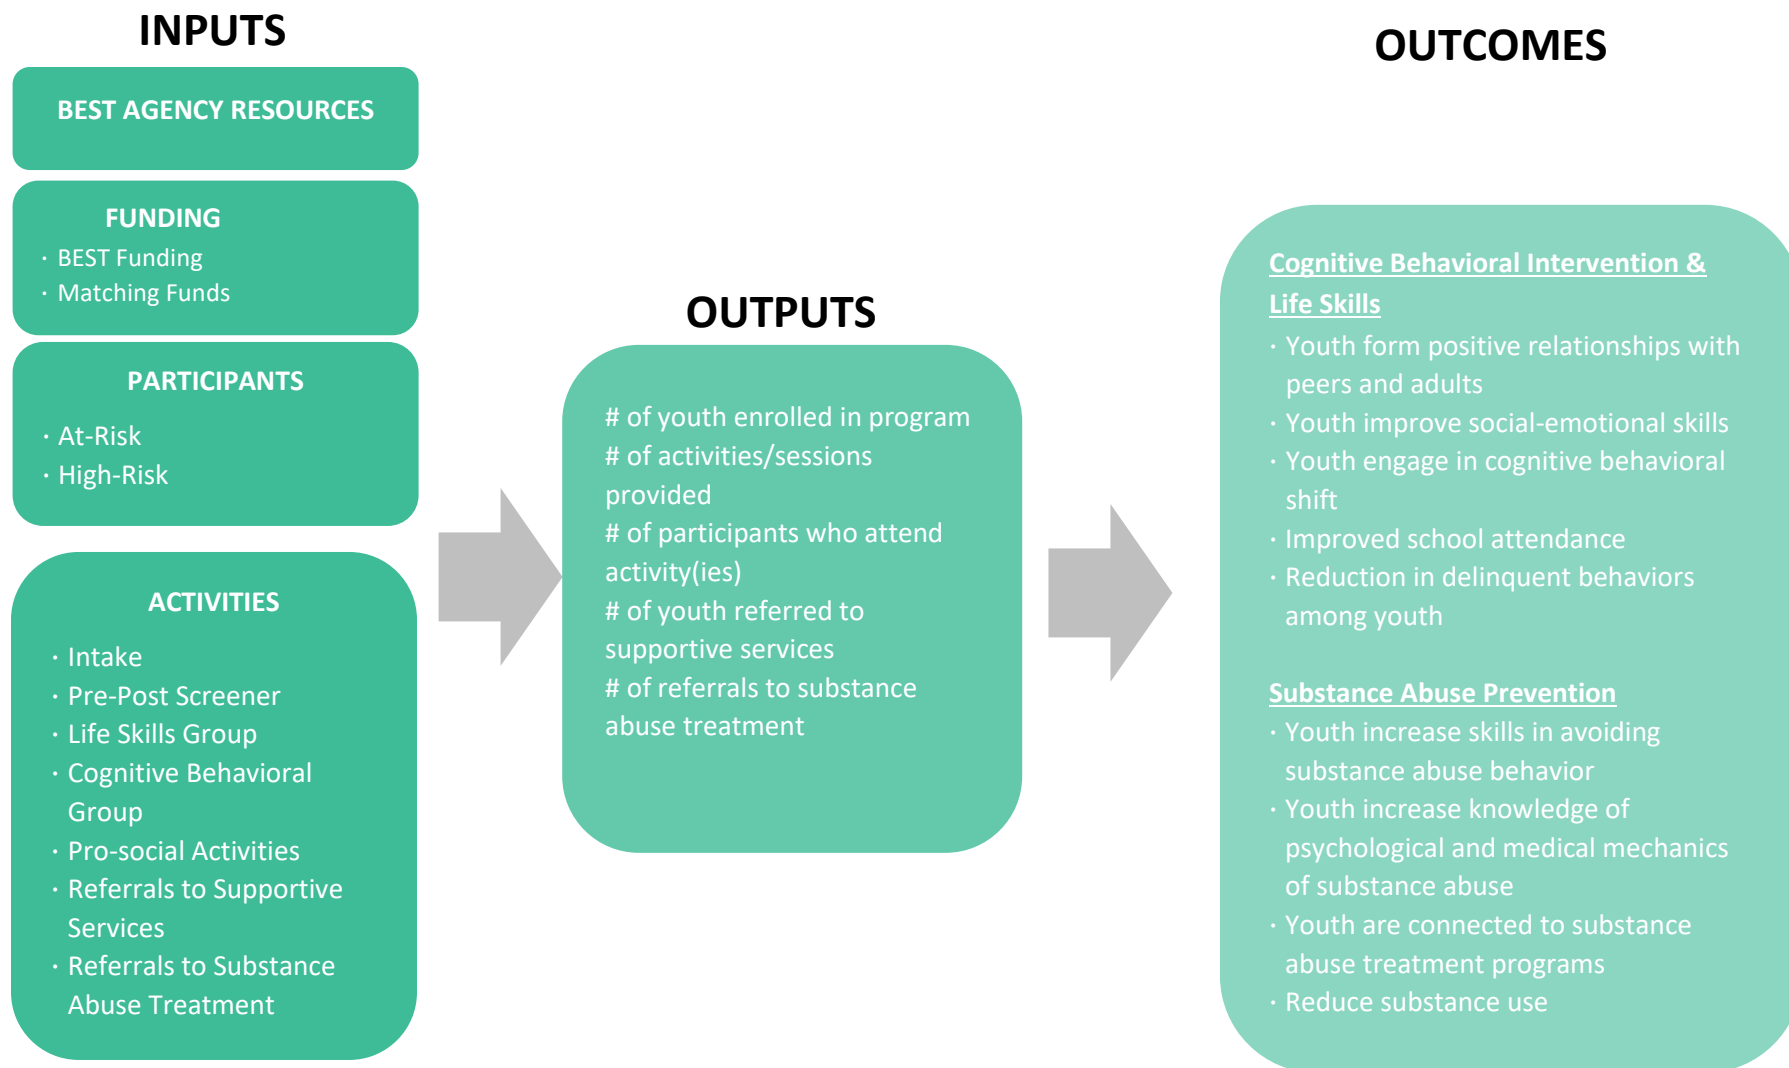 INPUTS
BEST AGENCY RESOURCES
FUNDING
· BEST Funding
· Matching Funds
PARTICIPANTS
· At-Risk
· High-Risk
ACTIVITIES
· Intake
· Pre-Post Screener
· Life Skills Group
· Cognitive Behavioral
Group
· Pro-social Activities
· Referrals to Supportive
Services
· Referrals to Substance
Abuse Treatment
OUTPUTS
# of youth enrolled in program
# of activities/sessions
provided
# of participants who attend
activity(ies)
# of youth referred to
supportive services
# of referrals to substance
abuse treatment
OUTCOMES
Cognitive Behavioral Intervention &
Life Skills
· Youth form positive relationships with
peers and adults
· Youth improve social-emotional skills
· Youth engage in cognitive behavioral
shift
· Improved school attendance
· Reduction in delinquent behaviors
among youth
Substance Abuse Prevention
· Youth increase skills in avoiding
substance abuse behavior
· Youth increase knowledge of
psychological and medical mechanics
of substance abuse
· Youth are connected to substance
abuse treatment programs
· Reduce substance use